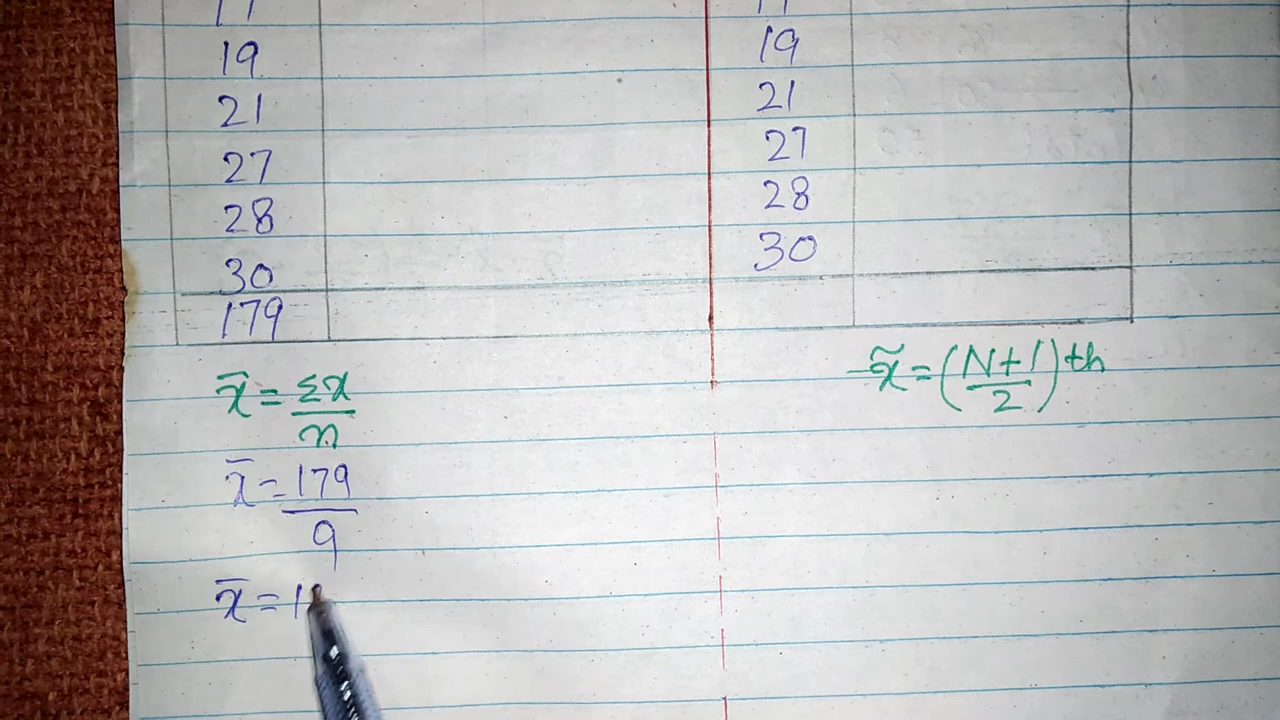 19
21
27
28
30
179
x̄ = Σx/n
x̄ = 179/9
x̄ = 1
19
21
27
28
30
x̃ = (N+1/2)th